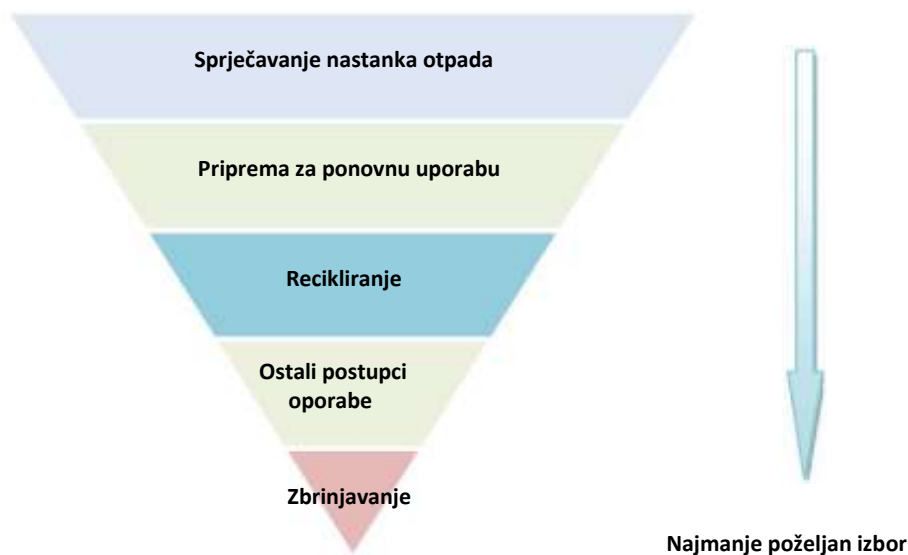 Sprječavanje nastanka otpada
Priprema za ponovnu uporabu
Recikliranje
Ostali postupci
oporabe
Zbrinjavanje
Najmanje poželjan izbor